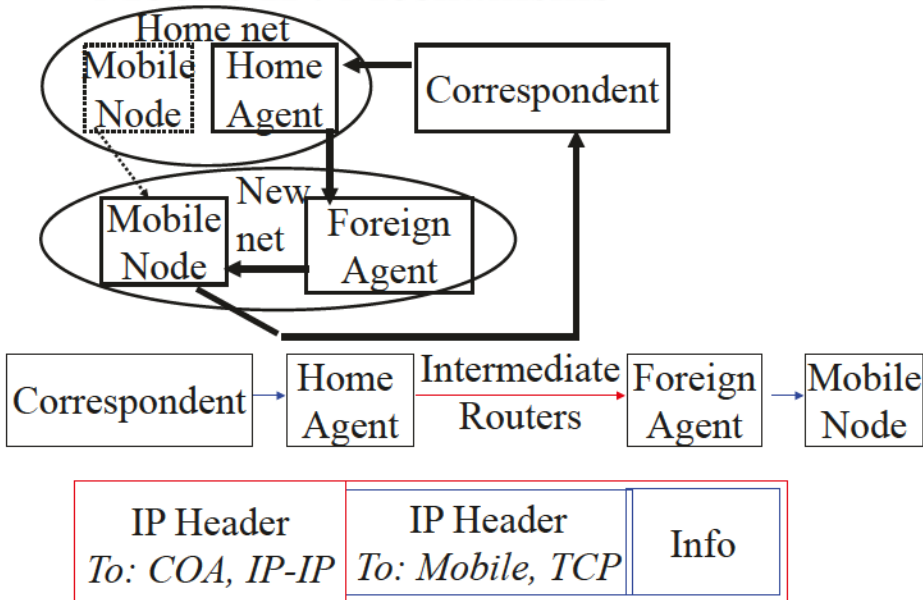 Home net
Mobile
Node
Home
Agent
Correspondent
New
net
Mobile
Node
Foreign
Agent
Correspondent
Home
Agent
Intermediate
Routers
Foreign
Agent
Mobile
Node
IP Header
To: COA, IP-IP
IP Header
To: Mobile, TCP
Info